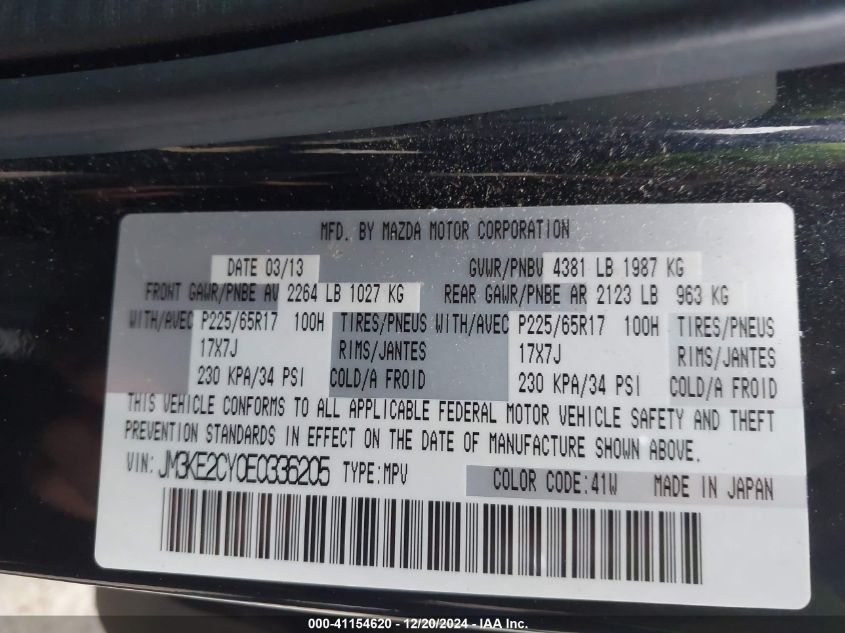 MFD. BY MAZDA MOTOR CORPORATION
DATE 03/13 GVWR/PNBV 4381 LB 1987 KG
FRONT GAWR/PNBE AV 2264 LB 1027 KG REAR GAWR/PNBE AR 2123 LB 963 KG
WITH/AVEC P225/65R17 100H TIRES/PNEUS WITH/AVEC P225/65R17 100H TIRES/PNEUS
17X7J RIMS/JANTES 17X7J RIMS/JANTES
230 KPA/34 PSI COLD/A FROID 230 KPA/34 PSI COLD/A FROID
THIS VEHICLE CONFORMS TO ALL APPLICABLE FEDERAL MOTOR VEHICLE SAFETY AND THEFT
PREVENTION STANDARDS IN EFFECT ON THE DATE OF MANUFACTURE SHOWN ABOVE.
VIN: JM3KE2CY0E0336205 TYPE:MPV COLOR CODE:41W MADE IN JAPAN
000-41154620 - 12/20/2024 - IAA Inc.